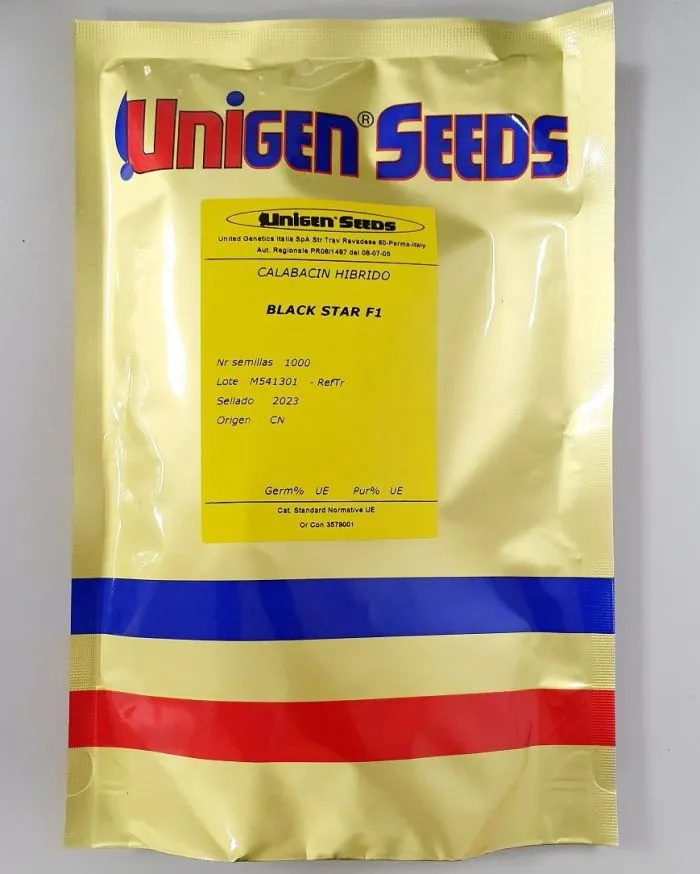 UNIGEN® SEEDS
UNIGEN® SEEDS
United Genetics Italia SpA Str Trav Ravadese 60-Parma-Italy
Aut. Regionale PR08/1487 del 08-07-05
CALABACIN HIBRIDO
BLACK STAR F1
Nr semillas 1000
Lote M541301 - RefTr
Sellado 2023
Origen CN
Germ% UE Pur% UE
Cat. Standard Normative UE
Or Con 3579001